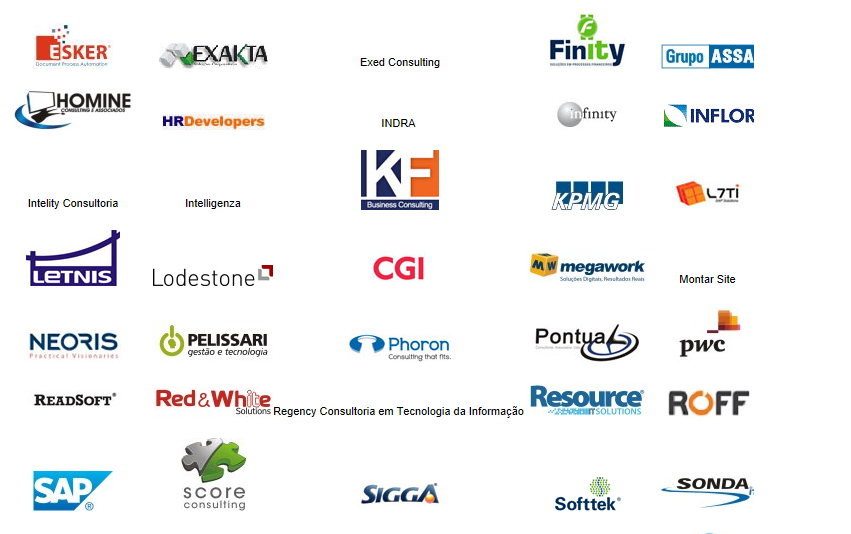 ESKER®
Document Process Automation
EXAKTA
Exed Consulting
Finity
SOLUÇÕES EM PROCESSOS FINANCEIROS
Grupo ASSA
HOMINE
CONSULTING E ASSOCIADOS
HRDevelopers
INDRA
infinity
INFLOR
Intelity Consultoria
Intelligenza
KF
Business Consulting
KPMG
L7Ti
LETNIS
Lodestone
CGI
MW megawork
Soluções Digitais, Resultados Reais
Montar Site
NEORIS
Practical Visionaries
PELISSARI
gestão e tecnologia
Phoron
Consulting that fits.
Pontual
pwc
READSOFT®
Red & White
Solutions
Regency Consultoria em Tecnologia da Informação
Resource®
IT SOLUTIONS
ROFF
SAP®
score
consulting
SIGGA
Softtek®
SONDA